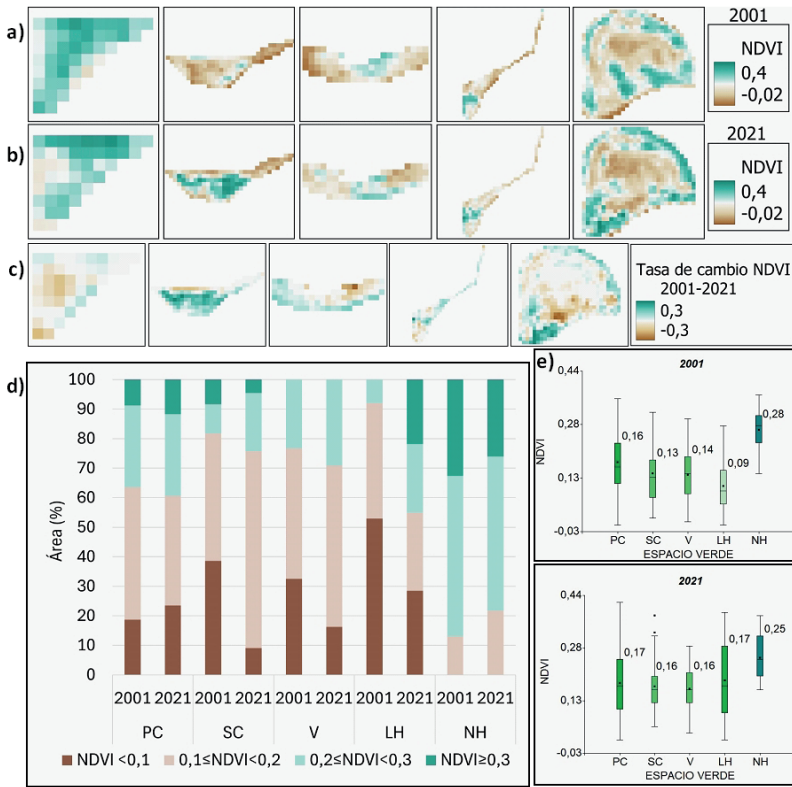 a)
2001
NDVI
0,4
-0,02
b)
2021
NDVI
0,4
-0,02
c)
Tasa de cambio NDVI
2001-2021
0,3
-0,3
d)
100
90
80
70
60
50
40
30
20
10
0
Área (%)
2001 2021 2001 2021 2001 2021 2001 2021 2001 2021
PC SC V LH NH
NDVI <0,1 0,1≤NDVI<0,2 0,2≤NDVI<0,3 NDVI≥0,3
e)
2001
0,44
0,28
0,13
-0,03
NDVI
0,16
0,13
0,14
0,09
0,28
PC SC V LH NH
ESPACIO VERDE
2021
0,44
0,28
0,13
-0,03
NDVI
0,17
0,16
0,16
0,17
0,25
PC SC V LH NH
ESPACIO VERDE